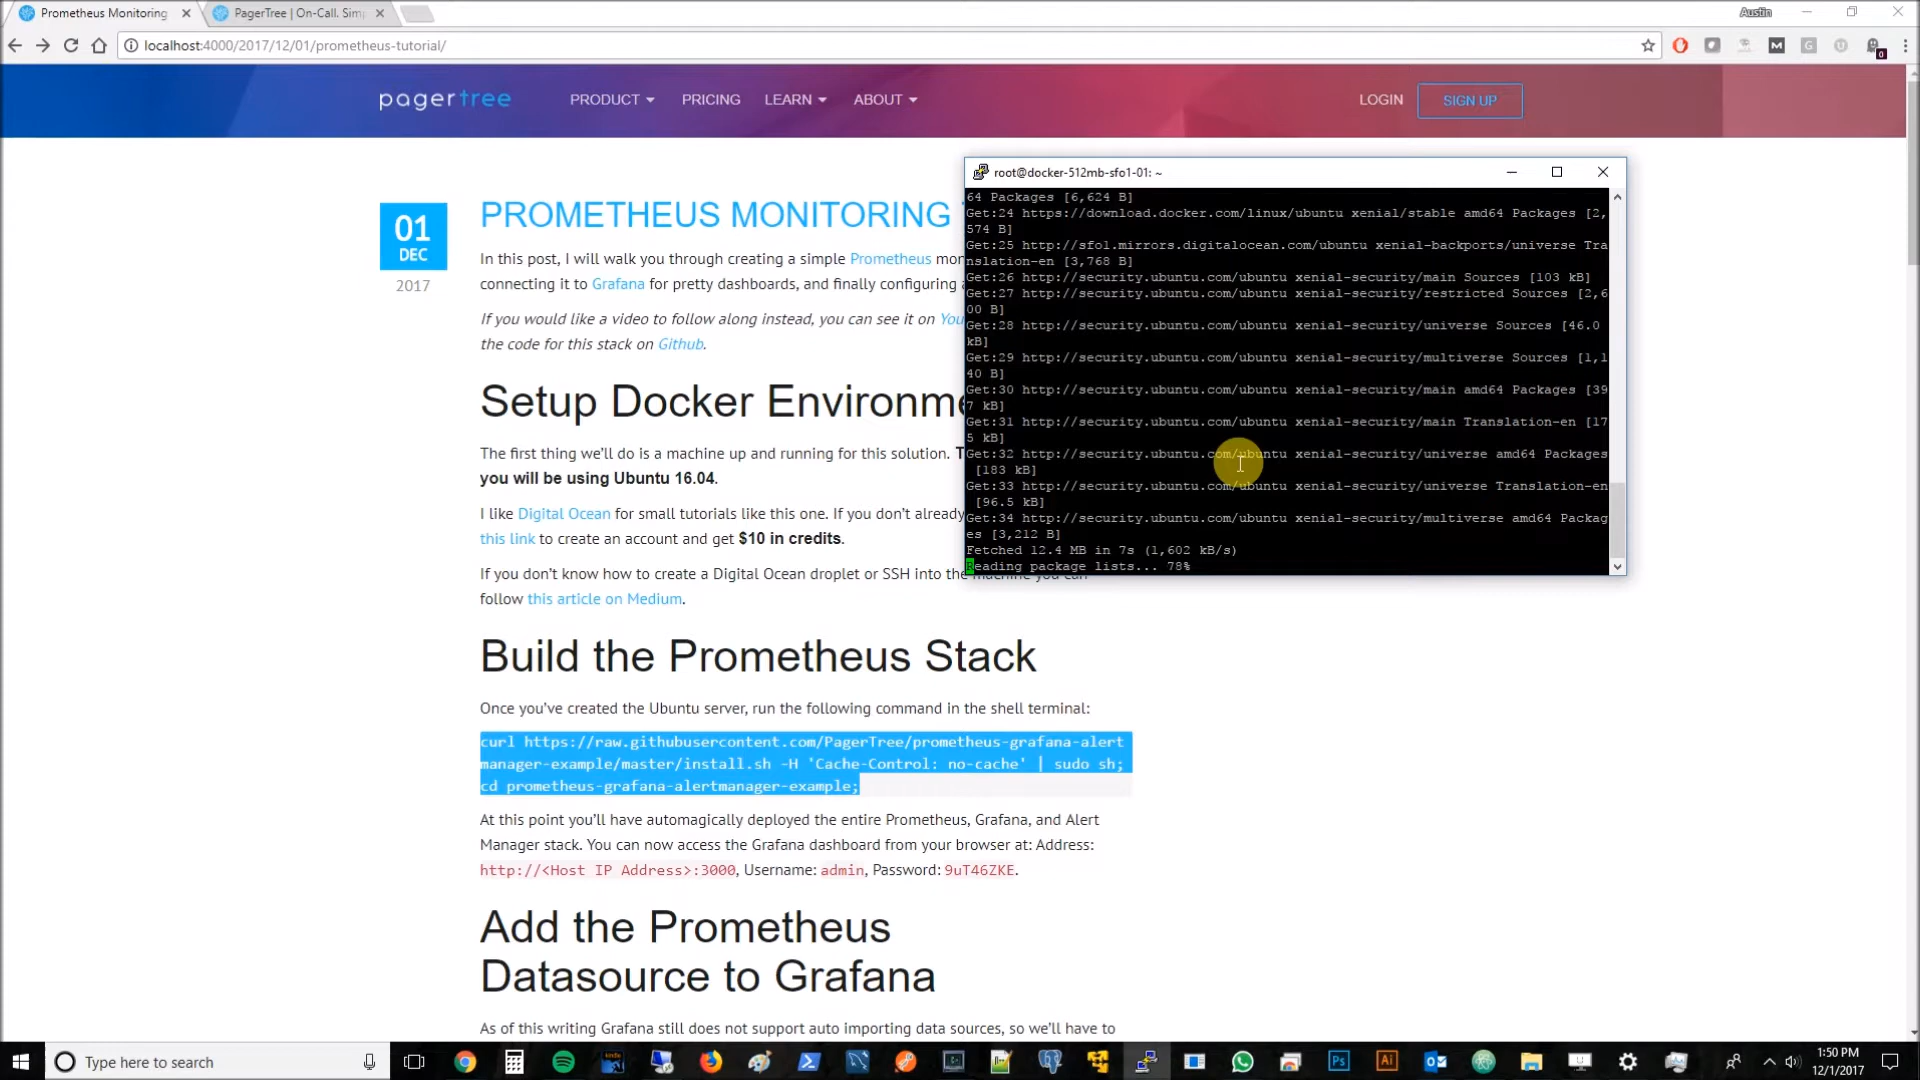 Prometheus Monitoring
PagerTree | On-Call. Sim
Austin
localhost:4000/2017/12/01/prometheus-tutorial/
pagertree
PRODUCT
PRICING
LEARN
ABOUT
LOGIN
SIGN UP
01
DEC
2017
PROMETHEUS MONITORING
In this post, I will walk you through creating a simple Prometheus mon
connecting it to Grafana for pretty dashboards, and finally configuring a
If you would like a video to follow along instead, you can see it on You
the code for this stack on Github.
Setup Docker Environme
The first thing we'll do is a machine up and running for this solution. T
you will be using Ubuntu 16.04.
I like Digital Ocean for small tutorials like this one. If you don't already
this link to create an account and get $10 in credits.
If you don't know how to create a Digital Ocean droplet or SSH into the machine you can
follow this article on Medium.
Build the Prometheus Stack
Once you've created the Ubuntu server, run the following command in the shell terminal:
curl https://raw.githubusercontent.com/PagerTree/prometheus-grafana-alert
manager-example/master/install.sh -H 'Cache-Control: no-cache' | sudo sh;
cd prometheus-grafana-alertmanager-example;
At this point you'll have automagically deployed the entire Prometheus, Grafana, and Alert
Manager stack. You can now access the Grafana dashboard from your browser at: Address:
http://<Host IP Address>:3000, Username: admin, Password: 9uT46ZKE.
Add the Prometheus
Datasource to Grafana
As of this writing Grafana still does not support auto importing data sources, so we'll have to
root@docker-512mb-sfo1-01: ~
64 Packages [6,624 B]
Get:24 https://download.docker.com/linux/ubuntu xenial/stable amd64 Packages [2,
574 B]
Get:25 http://sfo1.mirrors.digitalocean.com/ubuntu xenial-backports/universe Tra
nslation-en [3,768 B]
Get:26 http://security.ubuntu.com/ubuntu xenial-security/main Sources [103 kB]
Get:27 http://security.ubuntu.com/ubuntu xenial-security/restricted Sources [2,6
00 B]
Get:28 http://security.ubuntu.com/ubuntu xenial-security/universe Sources [46.0
kB]
Get:29 http://security.ubuntu.com/ubuntu xenial-security/multiverse Sources [1,1
40 B]
Get:30 http://security.ubuntu.com/ubuntu xenial-security/main amd64 Packages [39
7 kB]
Get:31 http://security.ubuntu.com/ubuntu xenial-security/main Translation-en [17
5 kB]
Get:32 http://security.ubuntu.com/ubuntu xenial-security/universe amd64 Packages
[183 kB]
Get:33 http://security.ubuntu.com/ubuntu xenial-security/universe Translation-en
[96.5 kB]
Get:34 http://security.ubuntu.com/ubuntu xenial-security/multiverse amd64 Packag
es [3,212 B]
Fetched 12.4 MB in 7s (1,602 kB/s)
Reading package lists... 78%
Type here to search
1:50 PM
12/1/2017